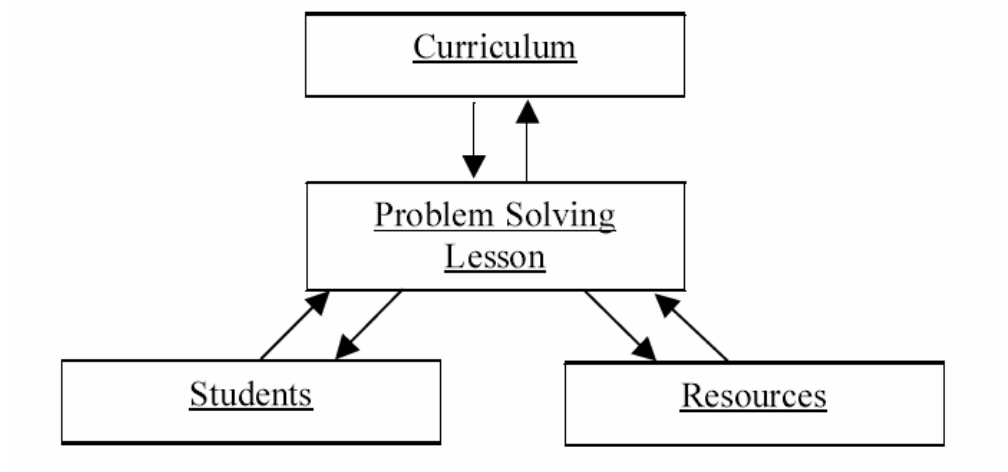 Curriculum
Problem Solving
Lesson
Students
Resources